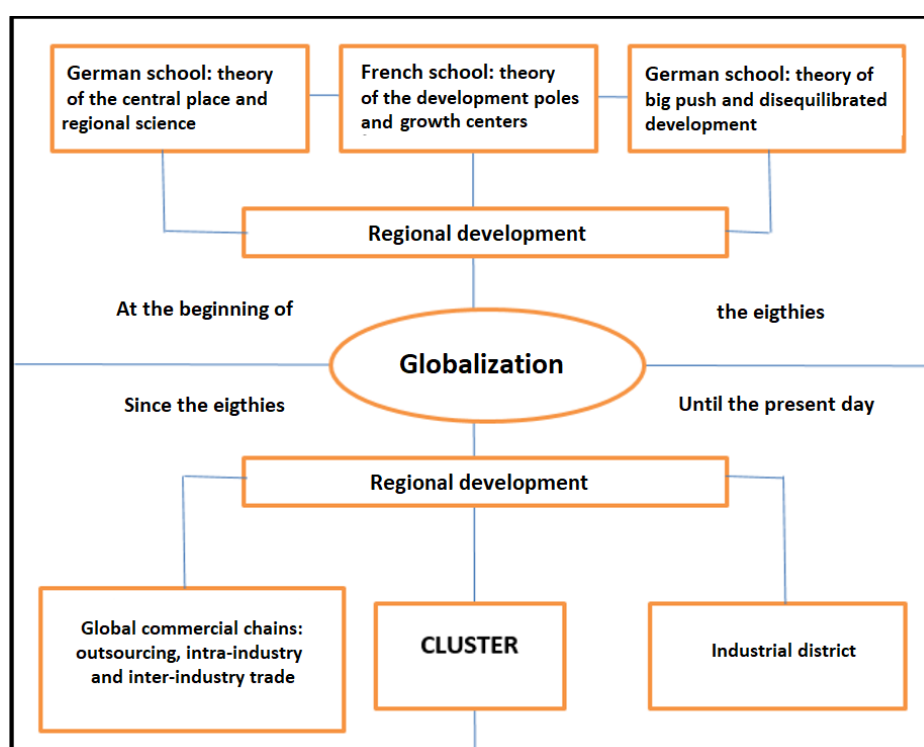 German school: theory
of the central place and
regional science
French school: theory
of the development poles
and growth centers
German school: theory of
big push and disequilibrated
development
Regional development
At the beginning of
the eigthies
Globalization
Since the eigthies
Until the present day
Regional development
Global commercial chains:
outsourcing, intra-industry
and inter-industry trade
CLUSTER
Industrial district